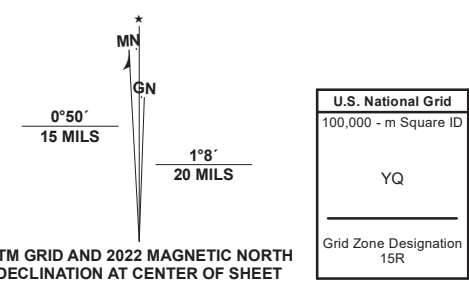 MN
GN
0°50´
15 MILS
1°8´
20 MILS
TM GRID AND 2022 MAGNETIC NORTH
DECLINATION AT CENTER OF SHEET
U.S. National Grid
100,000 - m Square ID
YQ
Grid Zone Designation
15R